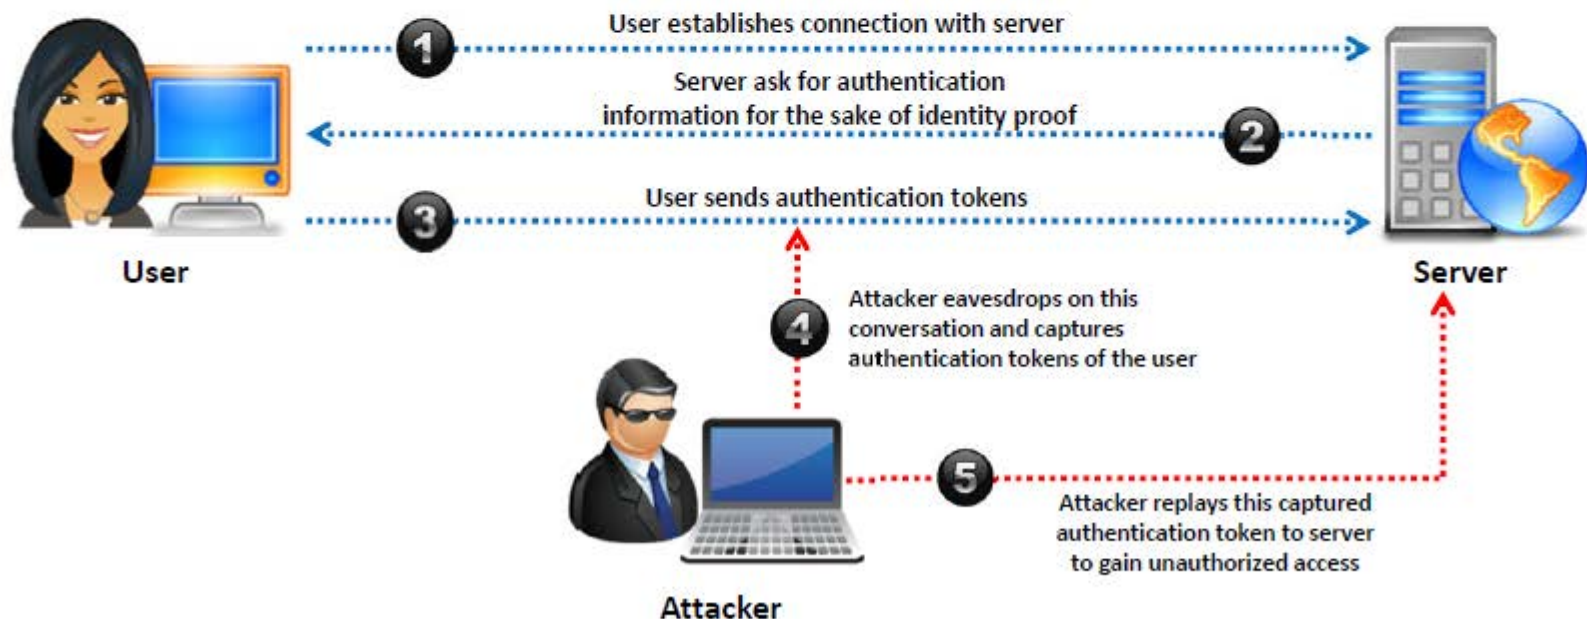 1
User establishes connection with server
Server ask for authentication
information for the sake of identity proof
2
3
User sends authentication tokens
User
Server
4
Attacker eavesdrops on this
conversation and captures
authentication tokens of the user
5
Attacker replays this captured
authentication token to server
to gain unauthorized access
Attacker